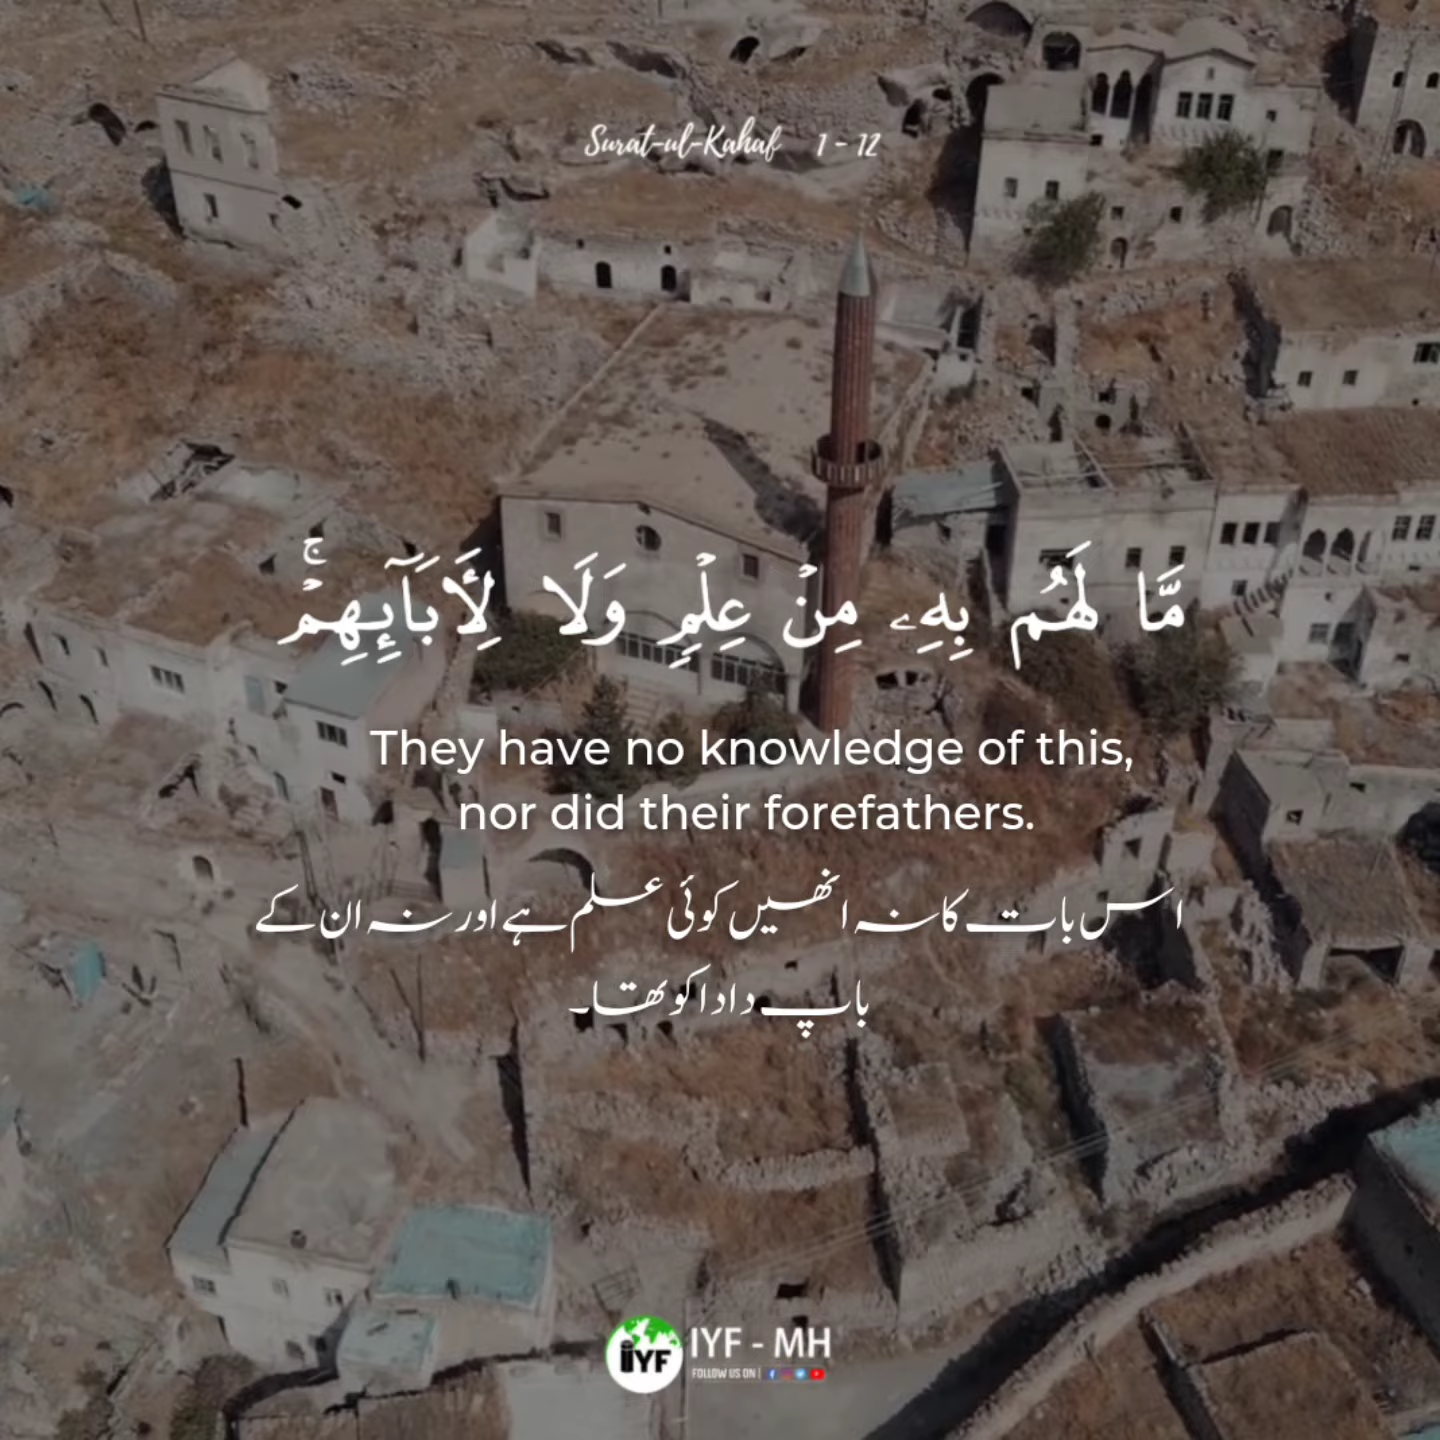 Surat-ul-Kahaf 1 - 12
مَّا لَهُم بِهِۦ مِنْ عِلْمٍ وَلَا لِأَبَآئِهِمْ ۚ
They have no knowledge of this,
nor did their forefathers.
اس بات کا نہ انھیں کوئی علم ہے اور نہ ان کے
باپ دادا کو تھا۔
IYF IYF - MH
FOLLOW US ON |